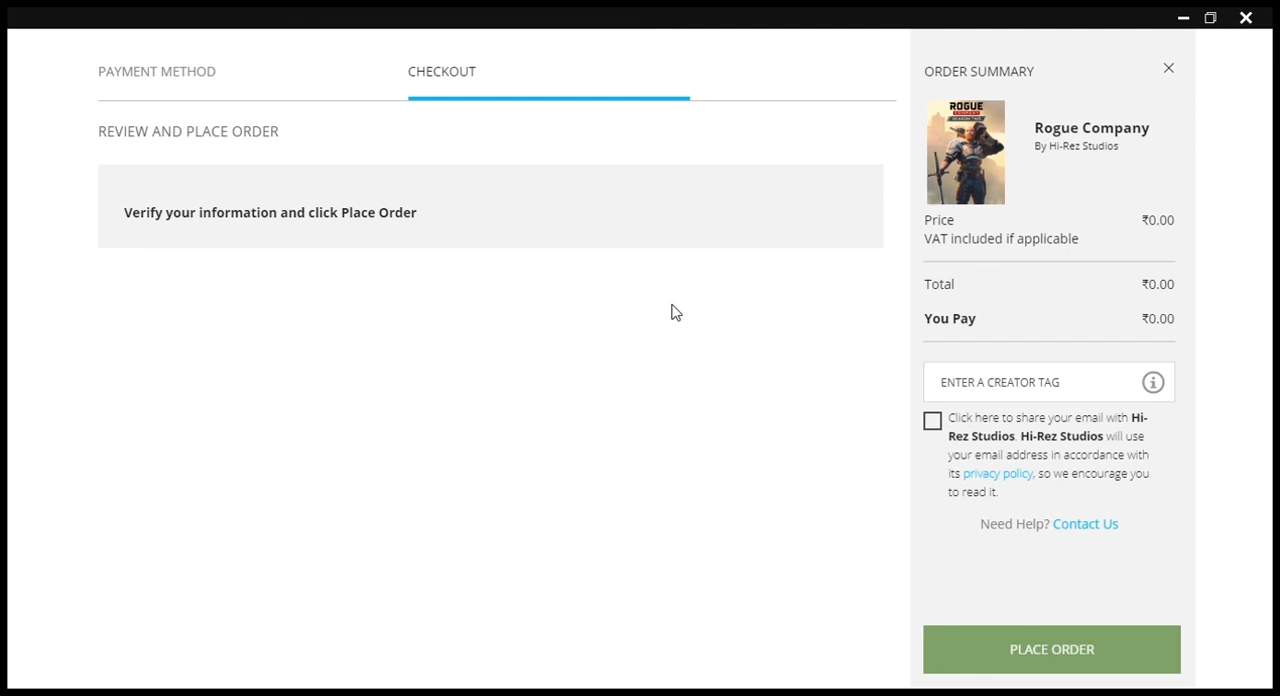 PAYMENT METHOD
CHECKOUT
REVIEW AND PLACE ORDER
Verify your information and click Place Order
ORDER SUMMARY
ROGUE
COMPANY
Rogue Company
By Hi-Rez Studios
Price ₹0.00
VAT included if applicable
Total ₹0.00
You Pay ₹0.00
ENTER A CREATOR TAG
Click here to share your email with Hi-
Rez Studios. Hi-Rez Studios will use
your email address in accordance with
its privacy policy, so we encourage you
to read it.
Need Help? Contact Us
PLACE ORDER